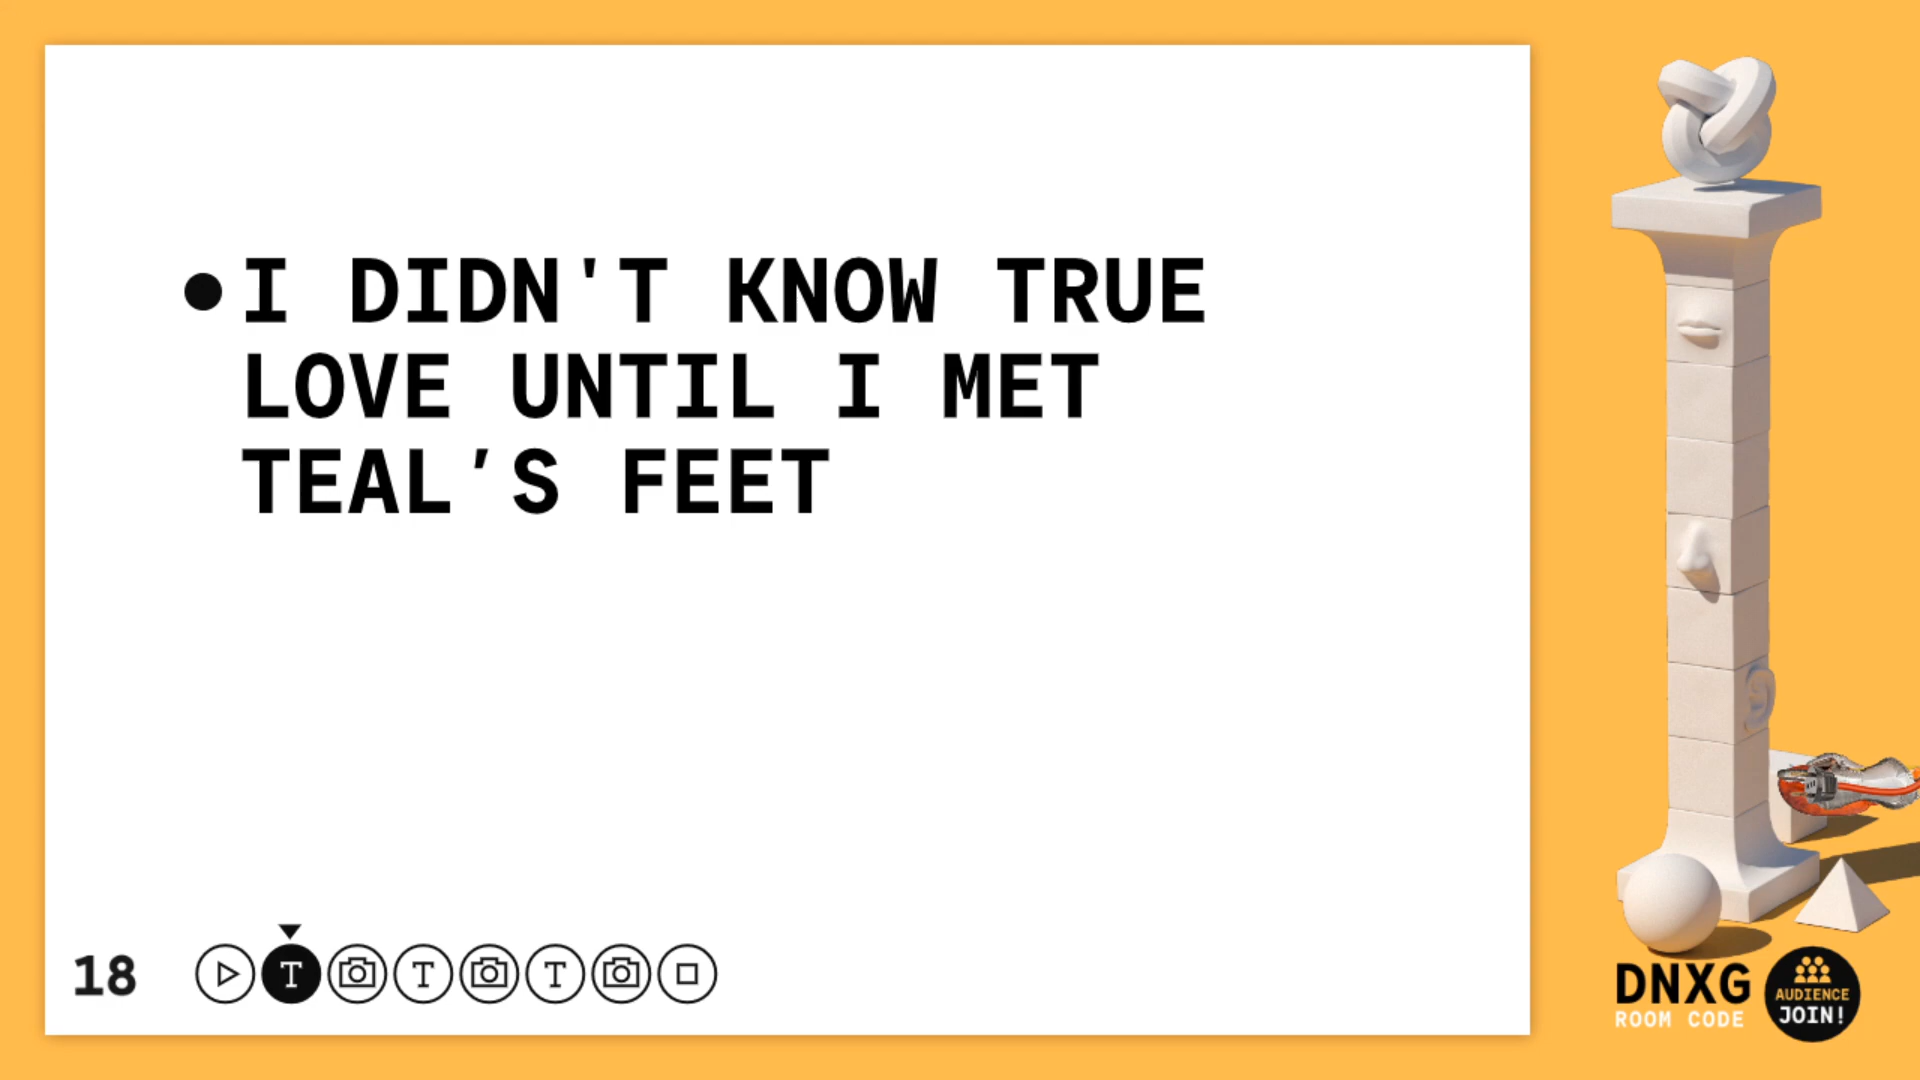 •I DIDN'T KNOW TRUE
LOVE UNTIL I MET
TEAL’S FEET
18
T T T
DNXG
ROOM CODE
AUDIENCE
JOIN!